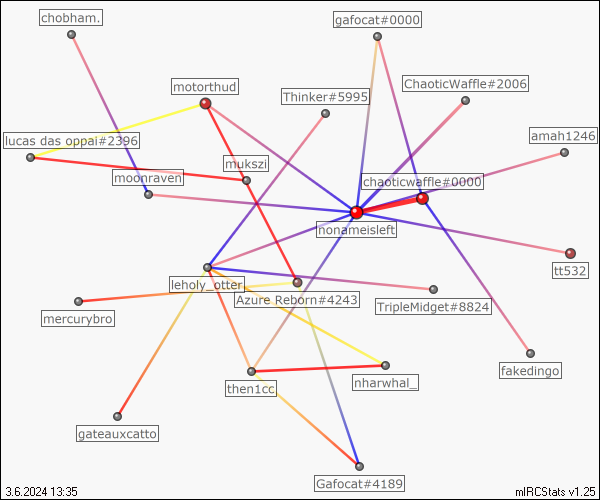 chobham.
gafocat#0000
motorthud
ChaoticWaffle#2006
Thinker#5995
amah1246
lucas das oppai#2396
mukszi
moonraven
chaoticwaffle#0000
nonameisleft
tt532
leholy_otter
Azure Reborn#4243
TripleMidget#8824
mercurybro
fakedingo
nharwhal_
then1cc
gateauxcatto
Gafocat#4189
3.6.2024 13:35
mIRCStats v1.25